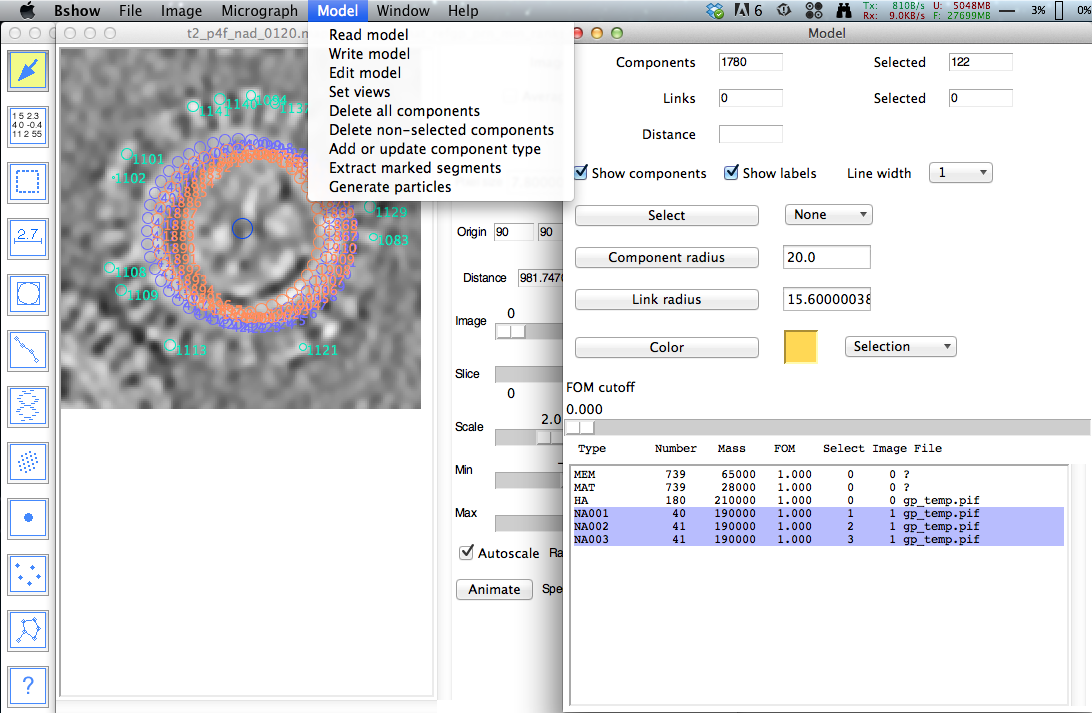 Bshow File Image Micrograph Model Window Help
6 Tx: 810B/s U: 5048MB 3% 0%
Rx: 9.0KB/s F: 27699MB
t2_p4f_nad_0120.m
Read model
Write model
Edit model
Set views
Delete all components
Delete non-selected components
Add or update component type
Extract marked segments
Generate particles
1 5 2.3
4 0 -0.4
11 2 55
2.7
?
1101
1102
1129
1083
1108
1109
1113
1121
Origin 90 90
Distance 981.7470
Image 0
Slice
0
Scale 2.0
Min
Max
Autoscale Ra
Animate Spe
Model
Components 1780 Selected 122
Links 0 Selected 0
Distance
Show components Show labels Line width 1
Select None
Component radius 20.0
Link radius 15.60000038
Color Selection
FOM cutoff
0.000
Type Number Mass FOM Select Image File
MEM 739 65000 1.000 0 0 ?
MAT 739 28000 1.000 0 0 ?
HA 180 210000 1.000 0 0 gp_temp.pif
NA001 40 190000 1.000 1 1 gp_temp.pif
NA002 41 190000 1.000 2 1 gp_temp.pif
NA003 41 190000 1.000 3 1 gp_temp.pif